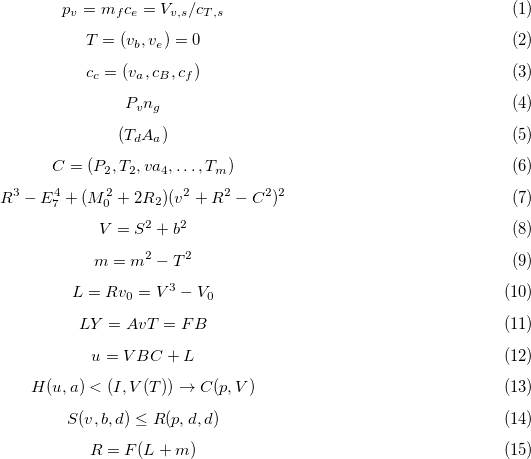 p_v = m_f c_e = V_{v,s}/c_{T,s} (1)
T = (v_b, v_e) = 0 (2)
c_c = (v_a, c_B, c_f) (3)
P_v n_g (4)
(T_d A_a) (5)
C = (P_2, T_2, va_4, \ldots, T_m) (6)
R^3 - E_7^4 + (M_0^2 + 2R_2)(v^2 + R^2 - C^2)^2 (7)
V = S^2 + b^2 (8)
m = m^2 - T^2 (9)
L = Rv_0 = V^3 - V_0 (10)
LY = AvT = FB (11)
u = VBC + L (12)
H(u, a) < (I, V(T)) → C(p, V) (13)
S(v, b, d) ≤ R(p, d, d) (14)
R = F(L + m) (15)